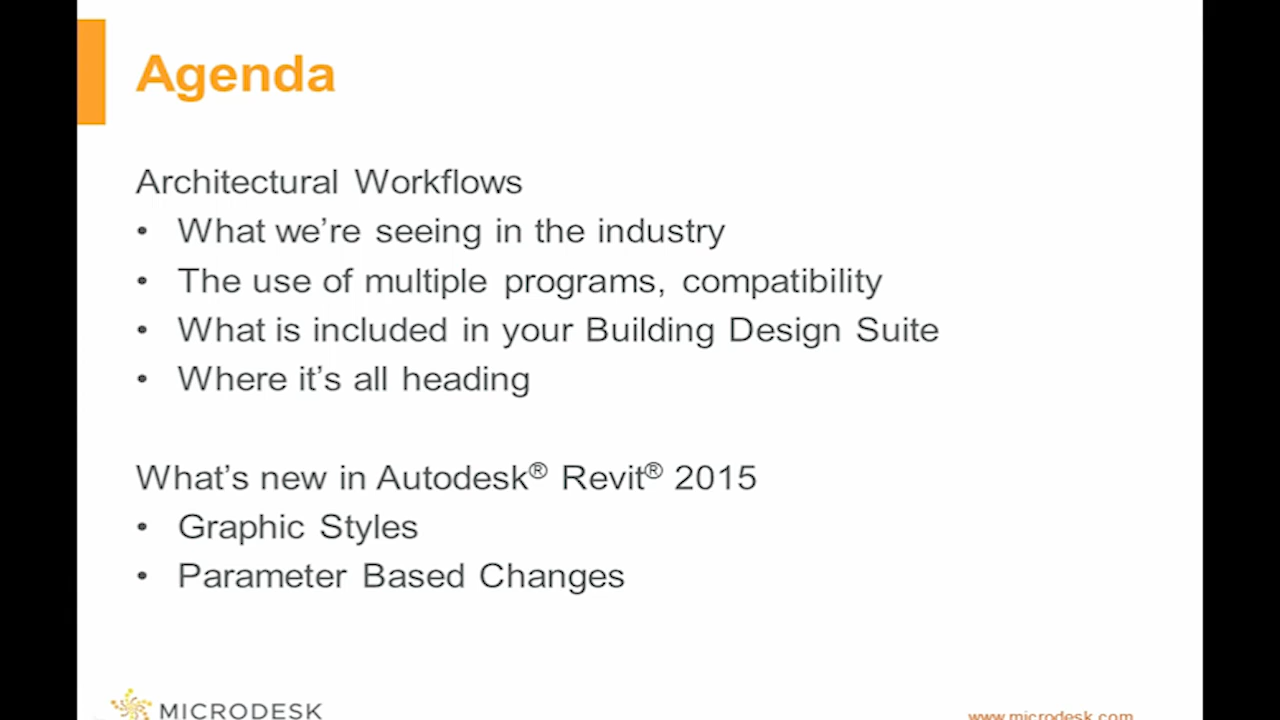 Agenda
Architectural Workflows
• What we’re seeing in the industry
• The use of multiple programs, compatibility
• What is included in your Building Design Suite
• Where it’s all heading
What’s new in Autodesk® Revit® 2015
• Graphic Styles
• Parameter Based Changes
MICRODESK
www.microdesk.com